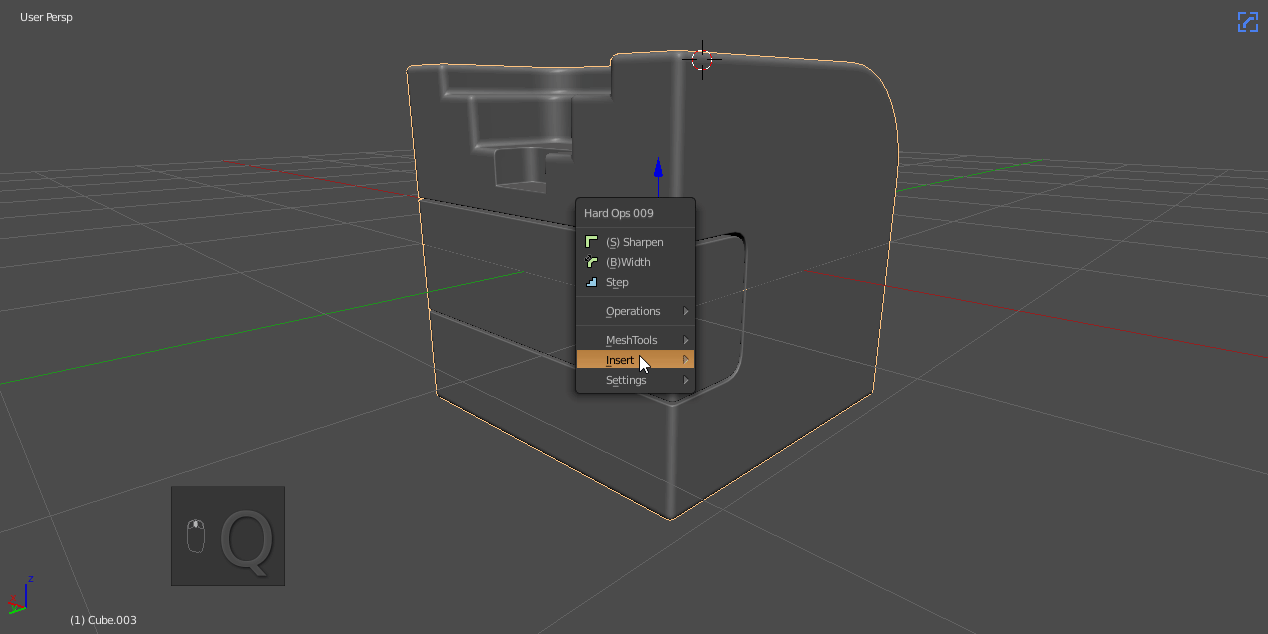 User Persp
Hard Ops 009
(S) Sharpen
(B)Width
Step
Operations
MeshTools
Insert
Settings
Q
z
x
y
(1) Cube.003